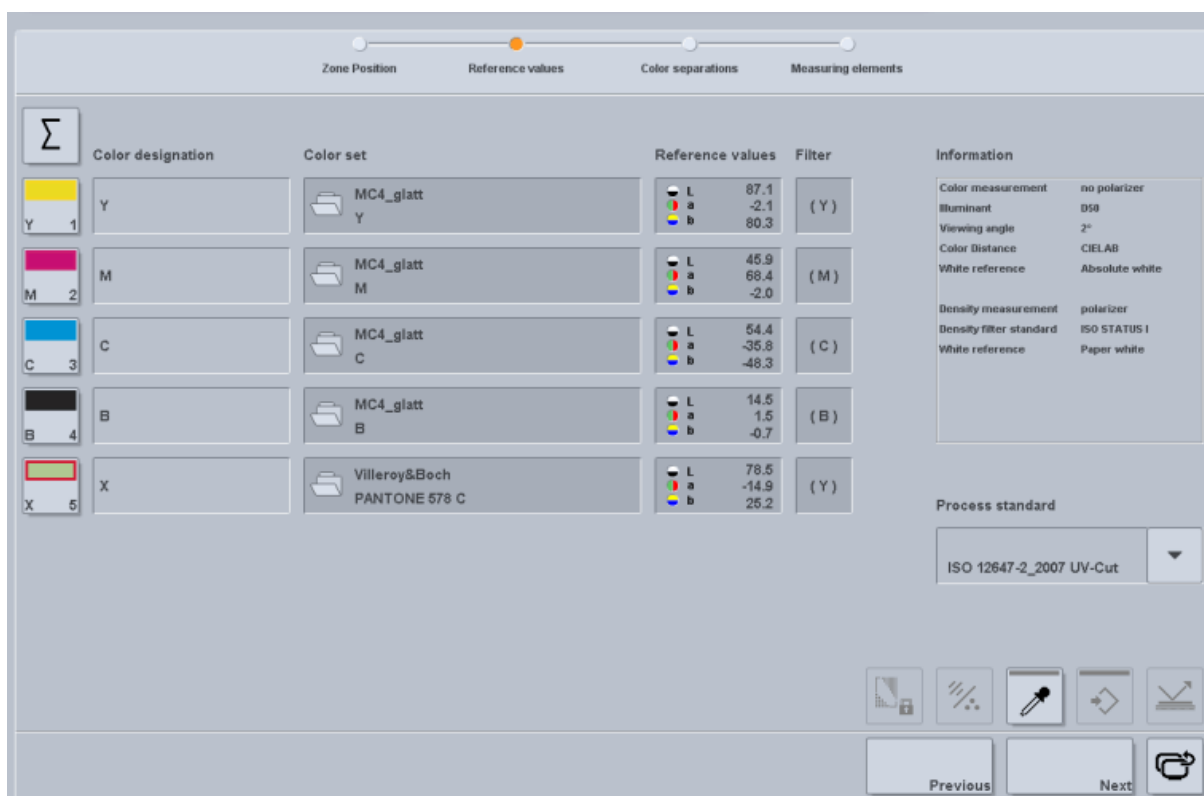 Zone Position Reference values Color separations Measuring elements
Σ
Color designation Color set Reference values Filter Information
Y 1
Y
MC4_glatt
Y
L 87.1
a -2.1
b 80.3
( Y )
M 2
M
MC4_glatt
M
L 45.9
a 68.4
b -2.0
( M )
C 3
C
MC4_glatt
C
L 54.4
a -35.8
b -48.3
( C )
B 4
B
MC4_glatt
B
L 14.5
a 1.5
b -0.7
( B )
X 5
X
Villeroy&Boch
PANTONE 578 C
L 78.5
a -14.9
b 25.2
( Y )
Color measurement no polarizer
Illuminant D50
Viewing angle 2°
Color Distance CIELAB
White reference Absolute white
Density measurement polarizer
Density filter standard ISO STATUS I
White reference Paper white
Process standard
ISO 12647-2_2007 UV-Cut
Previous Next